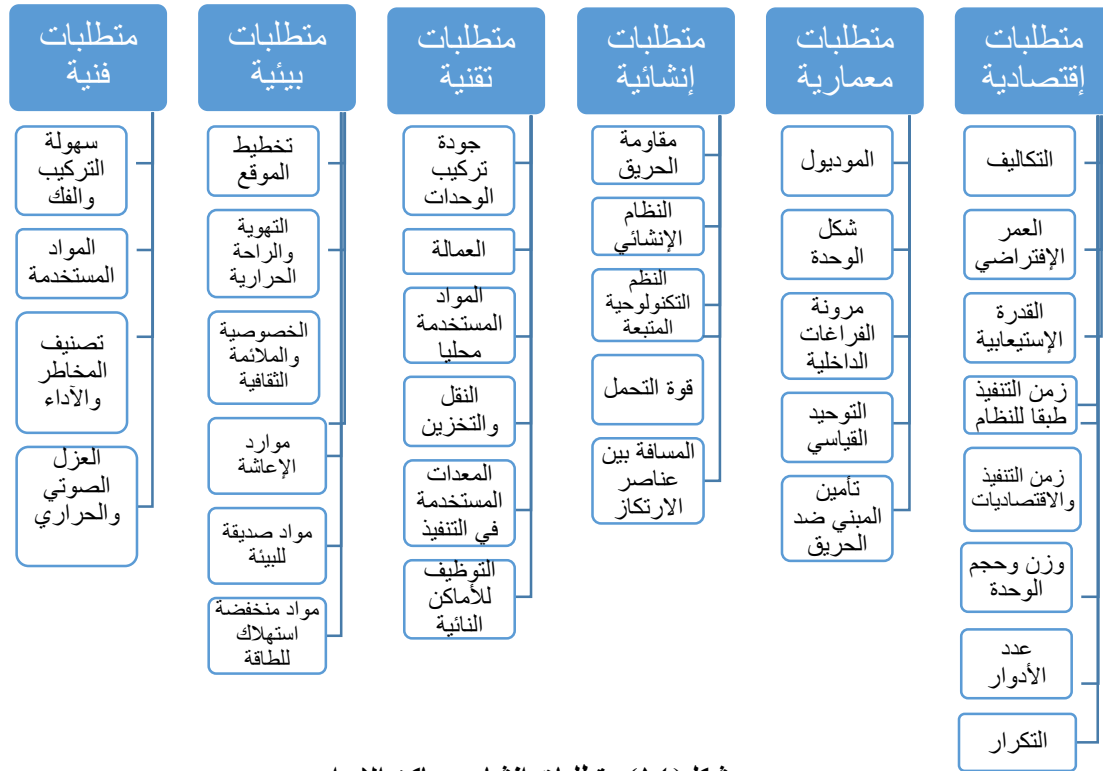 متطلبات
إقتصادية
التكاليف
العمر
الإفتراضي
القدرة
الإستيعابية
زمن التنفيذ
طبقا للنظام
زمن التنفيذ
والاقتصاديات
وزن وحجم
الوحدة
عدد
الأدوار
التكرار
متطلبات
معمارية
الموديول
شكل
الوحدة
مرونة
الفراغات
الداخلية
التوحيد
القياسي
تأمين
المبني ضد
الحريق
متطلبات
إنشائية
مقاومة
الحريق
النظام
الإنشائي
النظم
التكنولوجية
المتبعة
قوة التحمل
المسافة بين
عناصر
الارتكاز
متطلبات
تقنية
جودة
تركيب
الوحدات
العمالة
المواد
المستخدمة
محليا
النقل
والتخزين
المعدات
المستخدمة
في التنفيذ
التوظيف
للأماكن
النائية
متطلبات
بيئية
تخطيط
الموقع
التهوية
والراحة
الحرارية
الخصوصية
والملائمة
الثقافية
موارد
الإعاشة
مواد صديقة
للبيئة
مواد منخفضة
استهلاك
للطاقة
متطلبات
فنية
سهولة
التركيب
والفك
المواد
المستخدمة
تصنيف
المخاطر
والآداء
العزل
الصوتي
والحراري